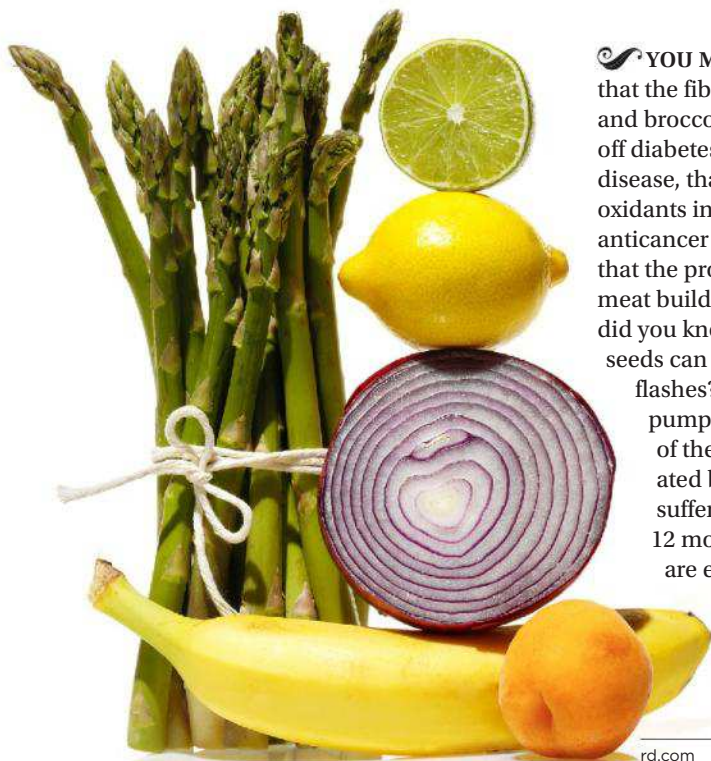 YOU M
that the fib
and brocco
off diabetes
disease, tha
oxidants in
anticancer
that the pro
meat build
did you kno
seeds can
flashes?
pump
of the
ated b
suffer
12 mo
are e
rd.com